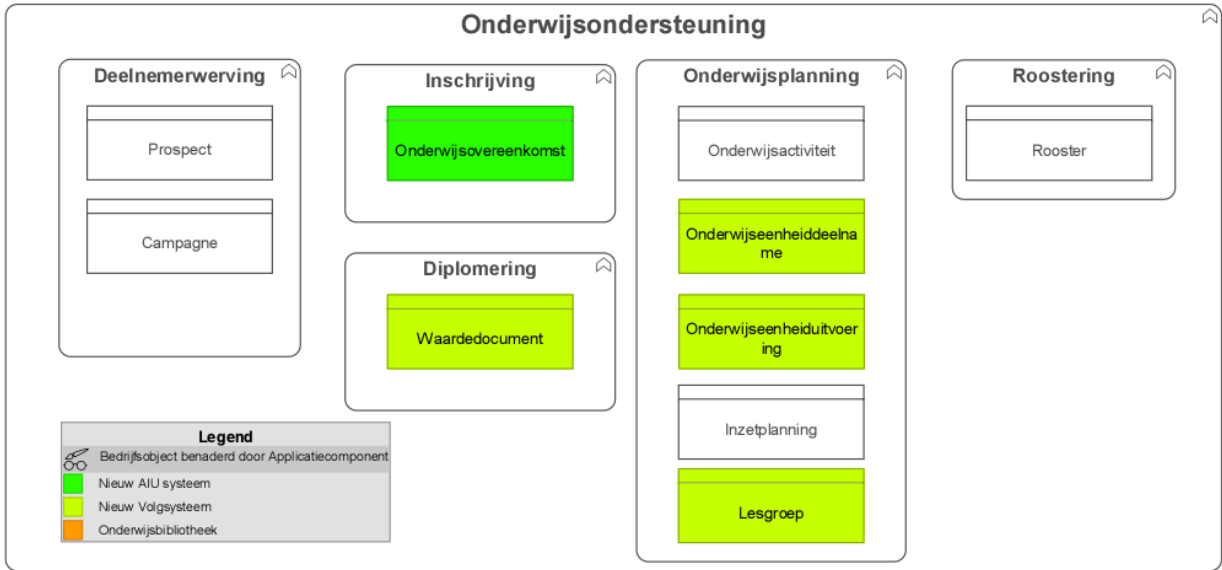 Onderwijsondersteuning
Deelnemerwerving
Prospect
Campagne
Inschrijving
Onderwijsovereenkomst
Diplomering
Waardedocument
Onderwijsplanning
Onderwijsactiviteit
Onderwijseenheiddeelna
me
Onderwijseenheiduitvoer
ing
Inzetplanning
Lesgroep
Roostering
Rooster
Legend
Bedrijfsobject benaderd door Applicatiecomponent
Nieuw AIU systeem
Nieuw Volgsysteem
Onderwijsbibliotheek